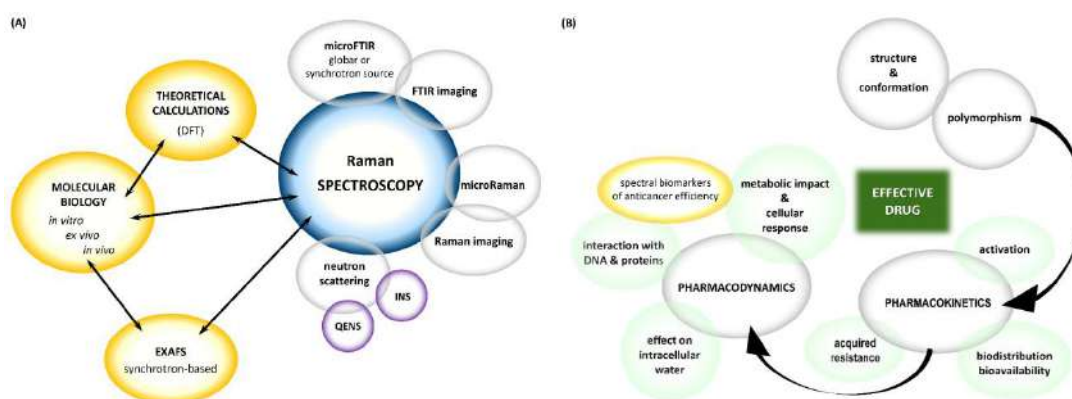 (A)
microFTIR
globar or
synchrotron source
FTIR imaging
THEORETICAL
CALCULATIONS
(DFT)
Raman
SPECTROSCOPY
MOLECULAR
BIOLOGY
in vitro
ex vivo
in vivo
microRaman
Raman imaging
neutron
scattering
INS
QENS
EXAFS
synchrotron-based
(B)
structure
&
conformation
polymorphism
spectral biomarkers
of anticancer efficiency
metabolic impact
&
cellular
response
EFFECTIVE
DRUG
interaction with
DNA & proteins
activation
PHARMACODYNAMICS
PHARMACOKINETICS
effect on
intracellular
water
acquired
resistance
biodistribution
bioavailability